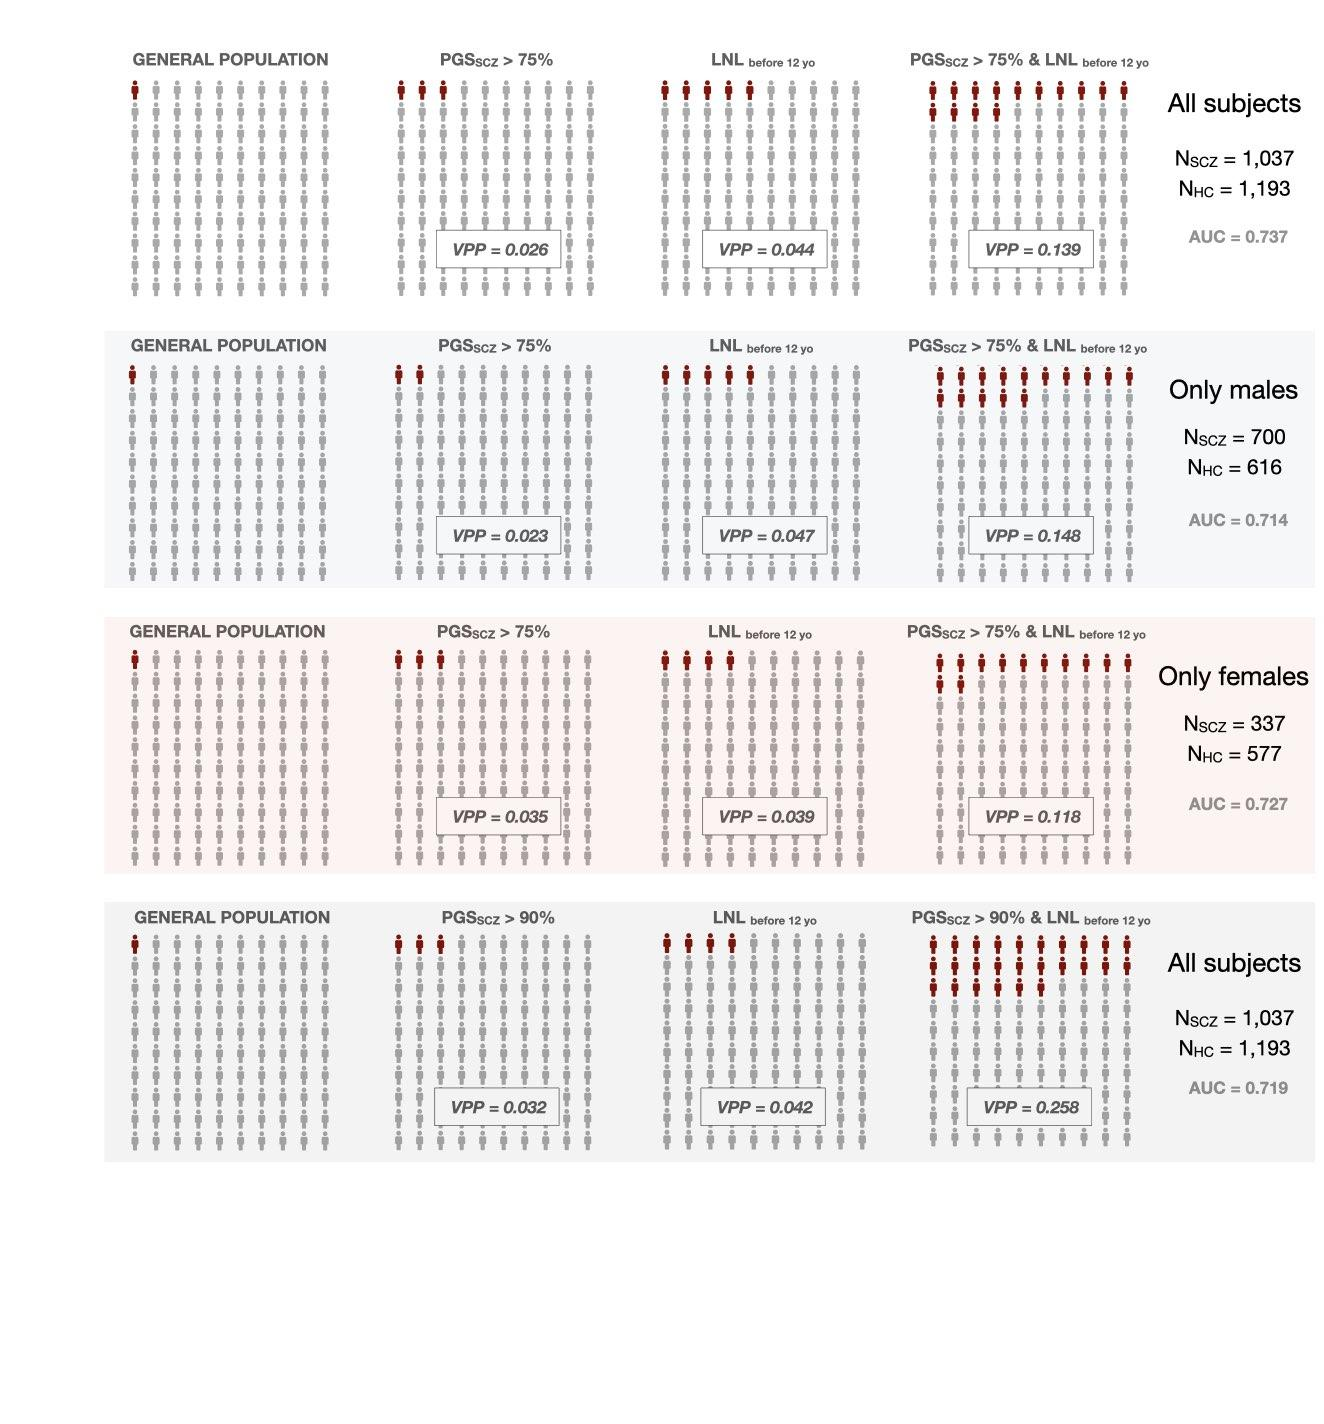 GENERAL POPULATION
PGSSCZ > 75%
LNL before 12 yo
PGSSCZ > 75% & LNL before 12 yo
All subjects
NSCZ = 1,037
NHC = 1,193
AUC = 0.737
VPP = 0.026
VPP = 0.044
VPP = 0.139
GENERAL POPULATION
PGSSCZ > 75%
LNL before 12 yo
PGSSCZ > 75% & LNL before 12 yo
Only males
NSCZ = 700
NHC = 616
AUC = 0.714
VPP = 0.023
VPP = 0.047
VPP = 0.148
GENERAL POPULATION
PGSSCZ > 75%
LNL before 12 yo
PGSSCZ > 75% & LNL before 12 yo
Only females
NSCZ = 337
NHC = 577
AUC = 0.727
VPP = 0.035
VPP = 0.039
VPP = 0.118
GENERAL POPULATION
PGSSCZ > 90%
LNL before 12 yo
PGSSCZ > 90% & LNL before 12 yo
All subjects
NSCZ = 1,037
NHC = 1,193
AUC = 0.719
VPP = 0.032
VPP = 0.042
VPP = 0.258